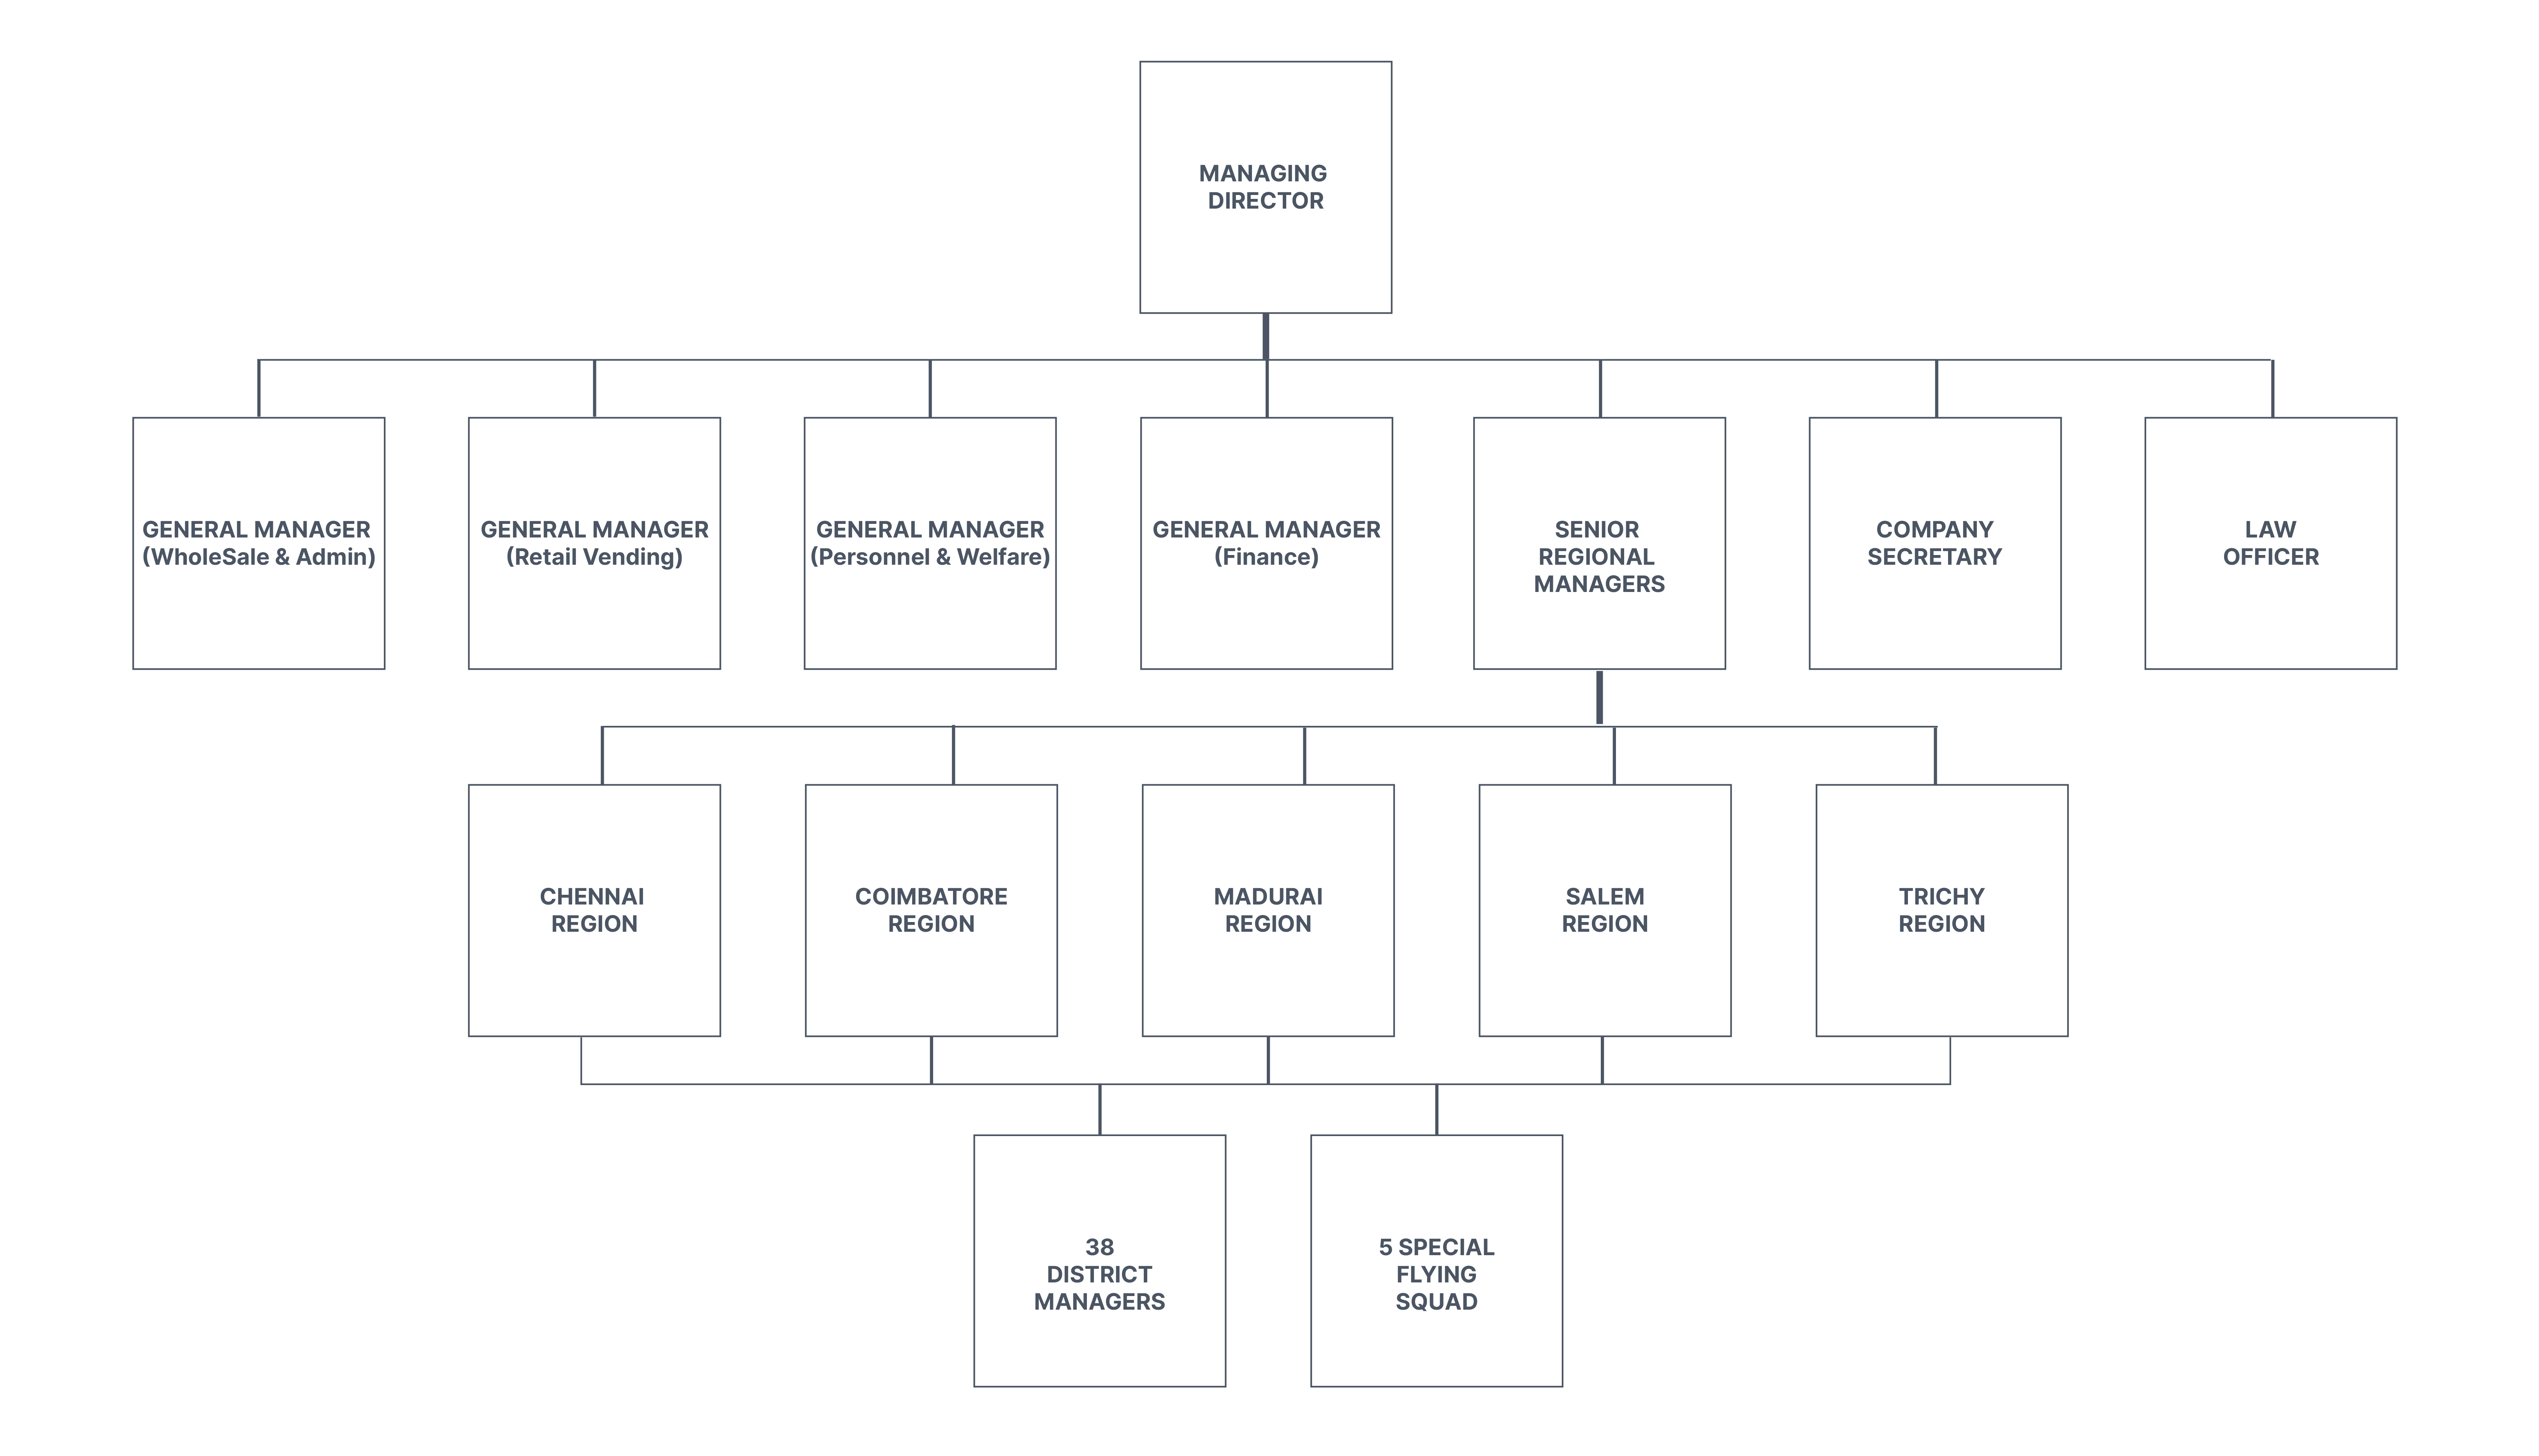 MANAGING
DIRECTOR
GENERAL MANAGER
(WholeSale & Admin)
GENERAL MANAGER
(Retail Vending)
GENERAL MANAGER
(Personnel & Welfare)
GENERAL MANAGER
(Finance)
SENIOR
REGIONAL
MANAGERS
COMPANY
SECRETARY
LAW
OFFICER
CHENNAI
REGION
COIMBATORE
REGION
MADURAI
REGION
SALEM
REGION
TRICHY
REGION
38
DISTRICT
MANAGERS
5 SPECIAL
FLYING
SQUAD